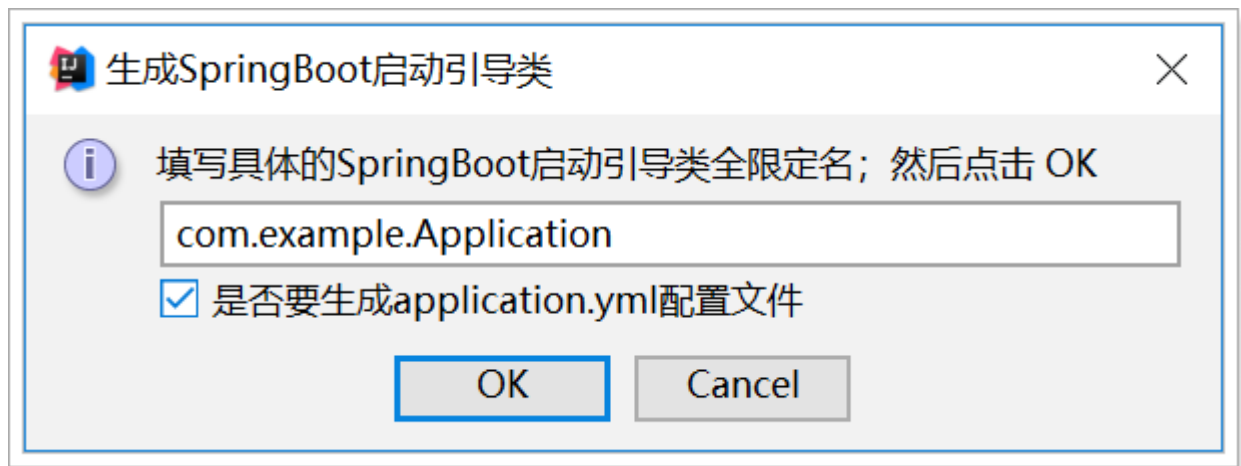 生成SpringBoot启动引导类
填写具体的SpringBoot启动引导类全限定名；然后点击 OK
com.example.Application
是否要生成application.yml配置文件
OK
Cancel